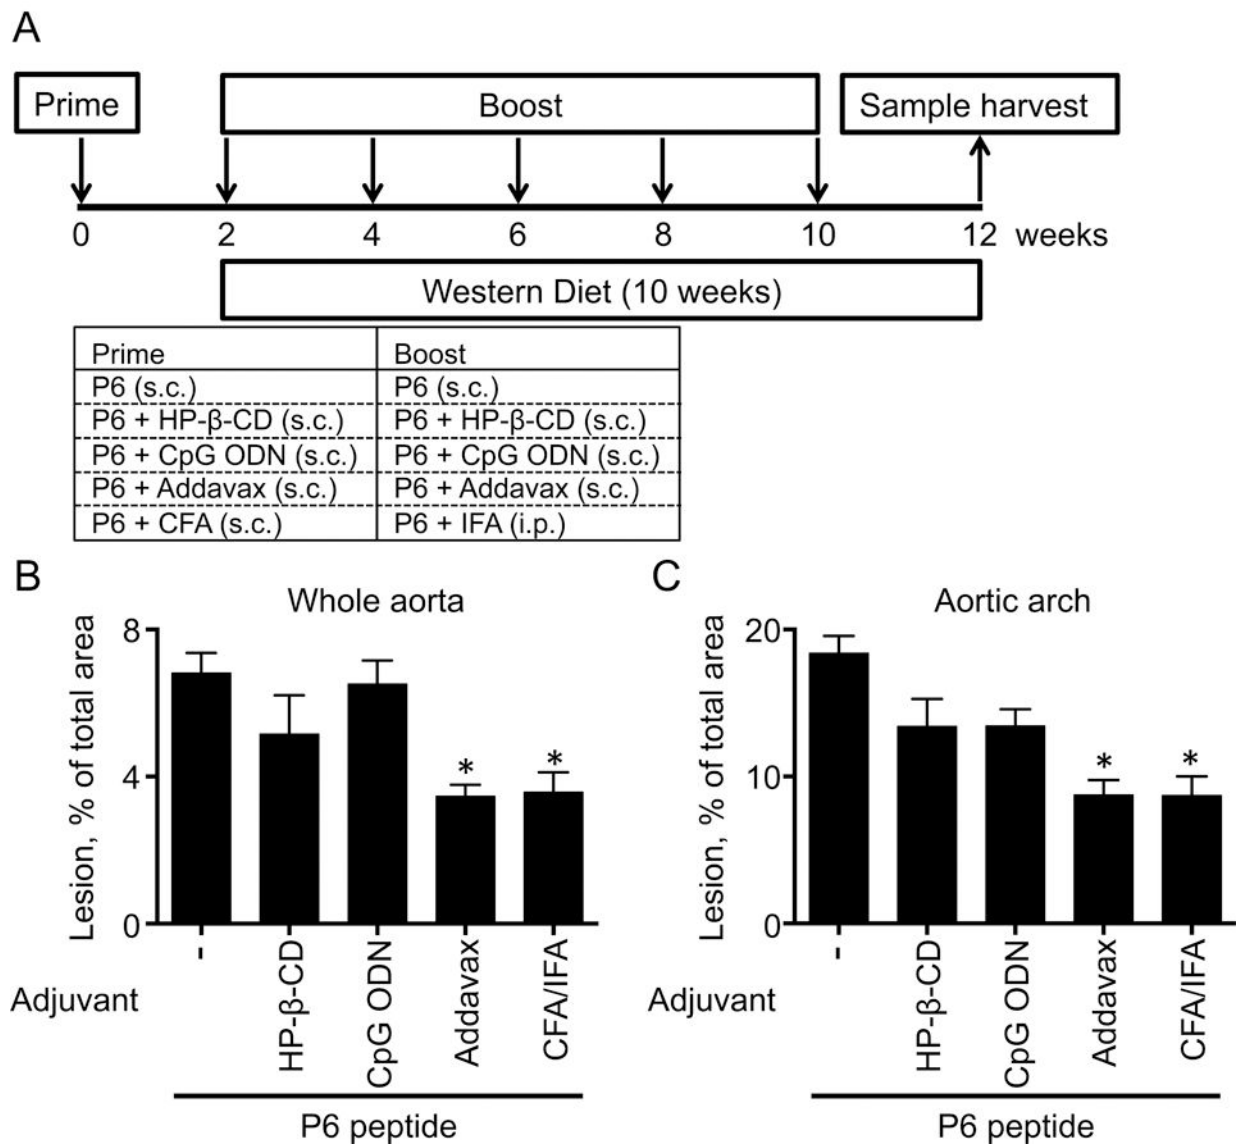 A
Prime
Boost
Sample harvest
0 2 4 6 8 10 12 weeks
Western Diet (10 weeks)
Prime Boost
P6 (s.c.) P6 (s.c.)
P6 + HP-β-CD (s.c.) P6 + HP-β-CD (s.c.)
P6 + CpG ODN (s.c.) P6 + CpG ODN (s.c.)
P6 + Addavax (s.c.) P6 + Addavax (s.c.)
P6 + CFA (s.c.) P6 + IFA (i.p.)
B
Whole aorta
Lesion, % of total area
8
4
0
* *
Adjuvant
-
HP-β-CD
CpG ODN
Addavax
CFA/IFA
P6 peptide
C
Aortic arch
Lesion, % of total area
20
10
0
* *
Adjuvant
-
HP-β-CD
CpG ODN
Addavax
CFA/IFA
P6 peptide